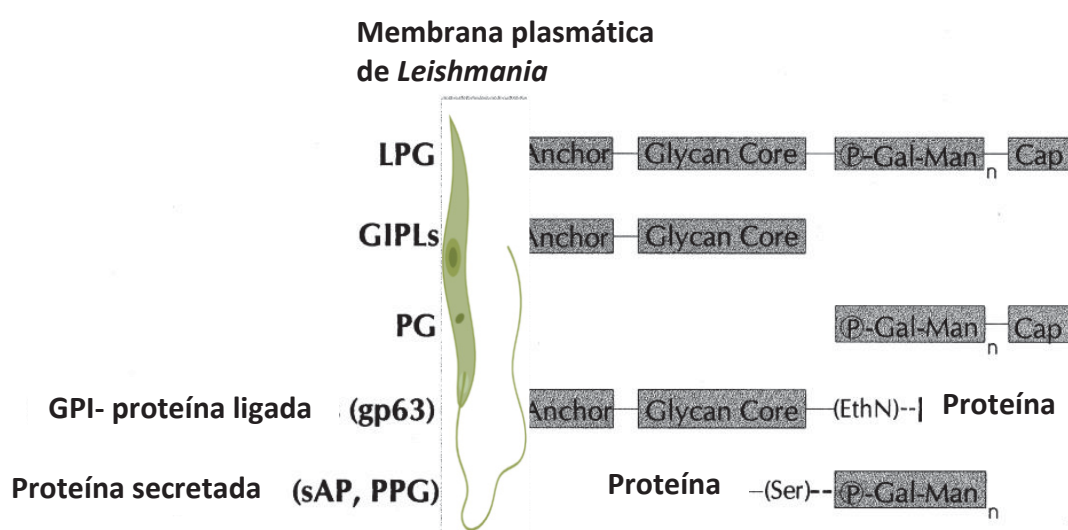 Membrana plasmática
de Leishmania
LPG Anchor Glycan Core P-Gal-Man n Cap
GIPLs Anchor Glycan Core
PG P-Gal-Man n Cap
GPI- proteína ligada (gp63) Anchor Glycan Core -(EthN)--| Proteína
Proteína secretada (sAP, PPG) Proteína -(Ser)-- P-Gal-Man n